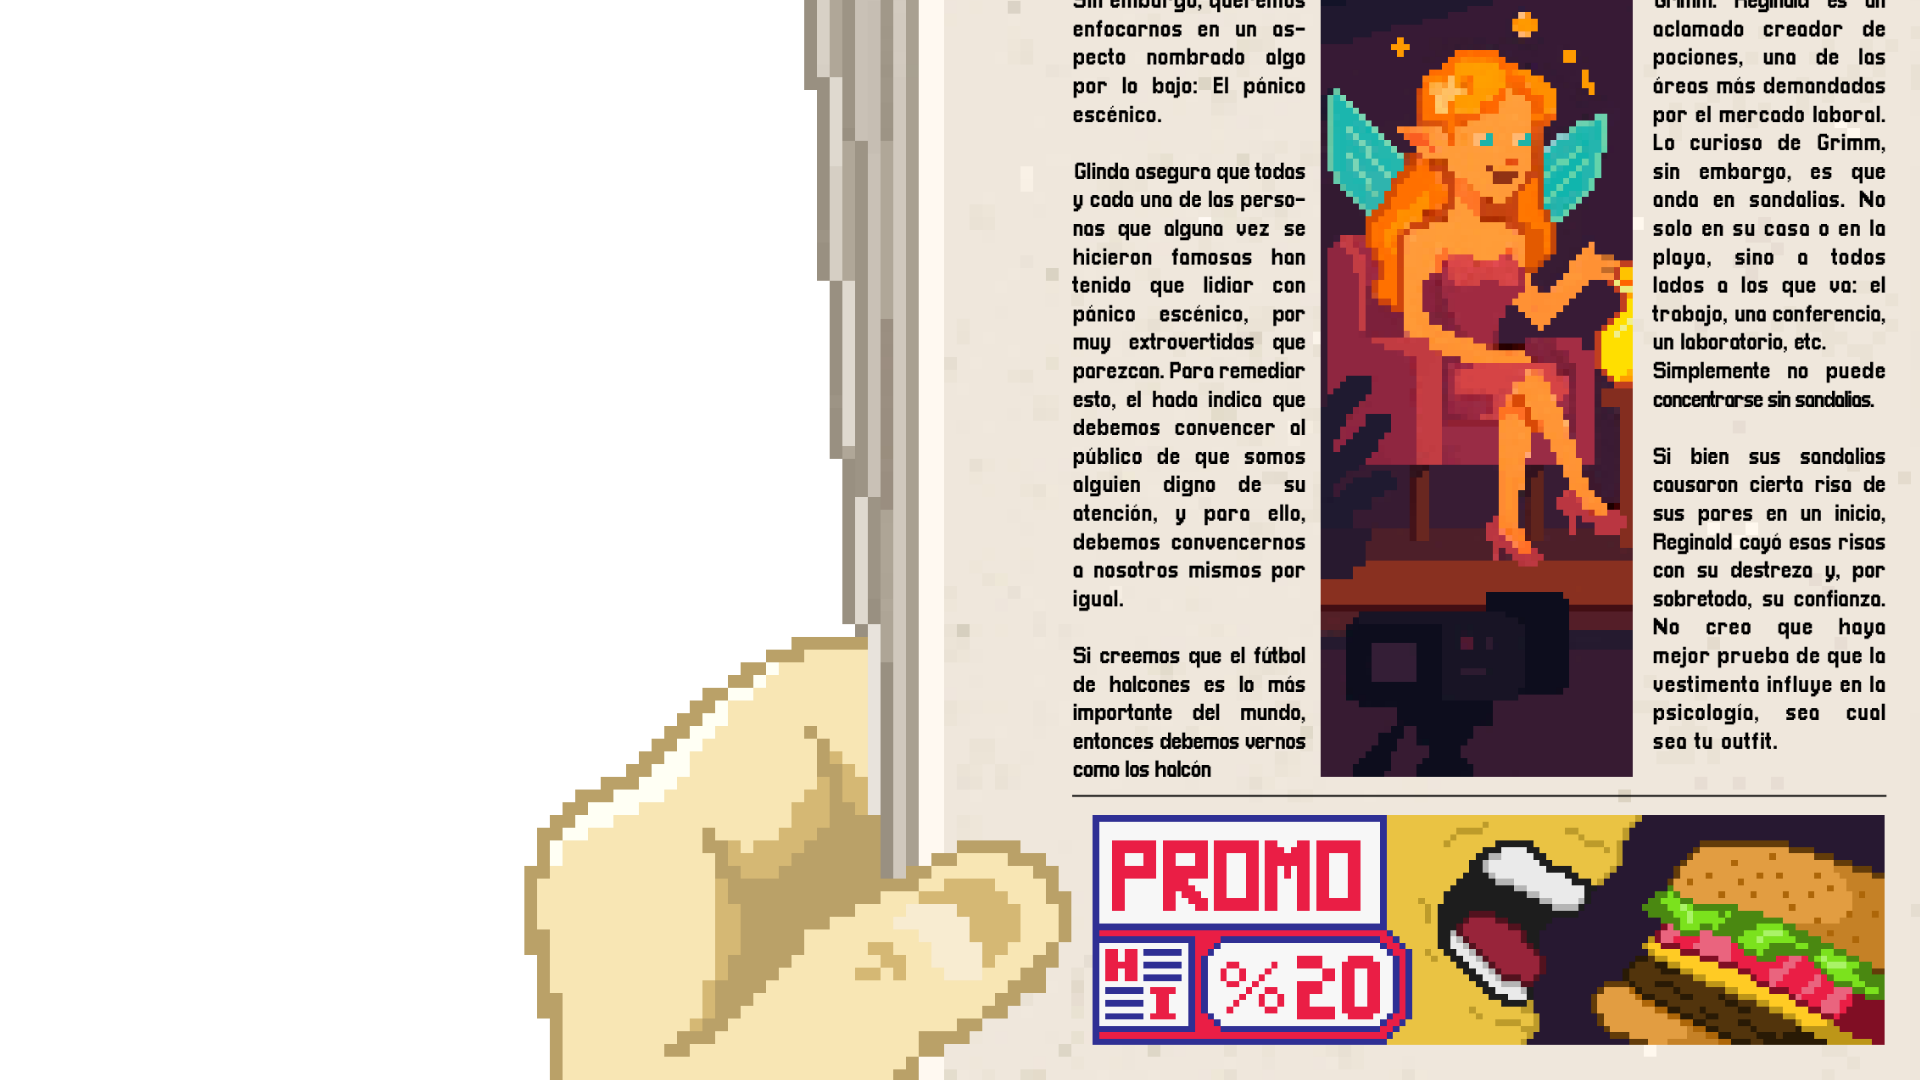 Sin embargo, queremos
enfocarnos en un as-
pecto nombrado algo
por lo bajo: El pánico
escénico.
Glinda asegura que todas
y cada una de las perso-
nas que alguna vez se
hicieron famosas han
tenido que lidiar con
pánico escénico, por
muy extrovertidas que
parezcan. Para remediar
esto, el hada indica que
debemos convencer al
público de que somos
alguien digno de su
atención, y para ello,
debemos convencernos
a nosotros mismos por
igual.
Si creemos que el fútbol
de halcones es lo más
importante del mundo,
entonces debemos vernos
como los halcón
Grimm. Reginald es un
aclamado creador de
pociones, una de las
áreas más demandadas
por el mercado laboral.
Lo curioso de Grimm,
sin embargo, es que
anda en sandalias. No
solo en su casa o en la
playa, sino a todos
lados a los que va: el
trabajo, una conferencia,
un laboratorio, etc.
Simplemente no puede
concentrarse sin sandalias.
Si bien sus sandalias
causaron cierta risa de
sus pares en un inicio,
Reginald cayó esas risas
con su destreza y, por
sobretodo, su confianza.
No creo que haya
mejor prueba de que la
vestimenta influye en la
psicología, sea cual
sea tu outfit.
PROMO
H
I
%20